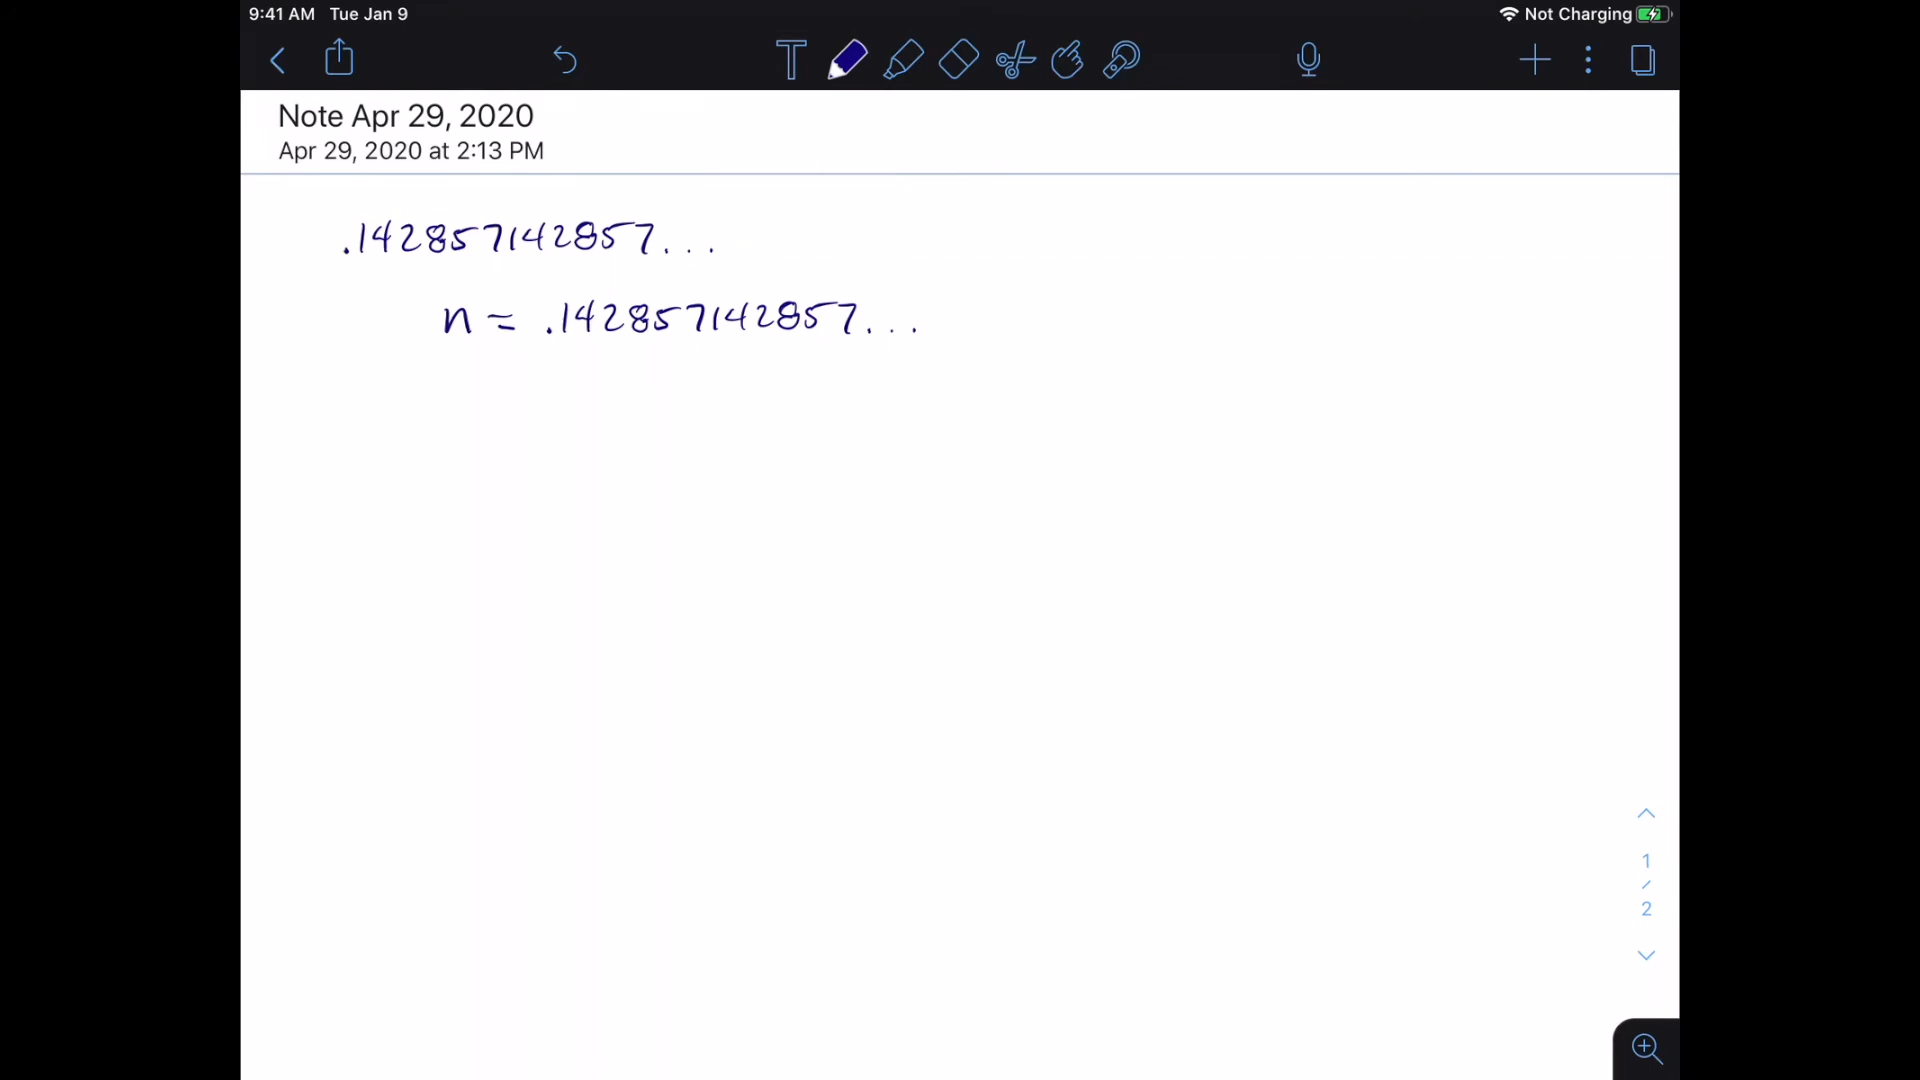 9:41 AM Tue Jan 9 Not Charging
Note Apr 29, 2020
Apr 29, 2020 at 2:13 PM
.142857142857...
n = .142857142857...
1
/
2